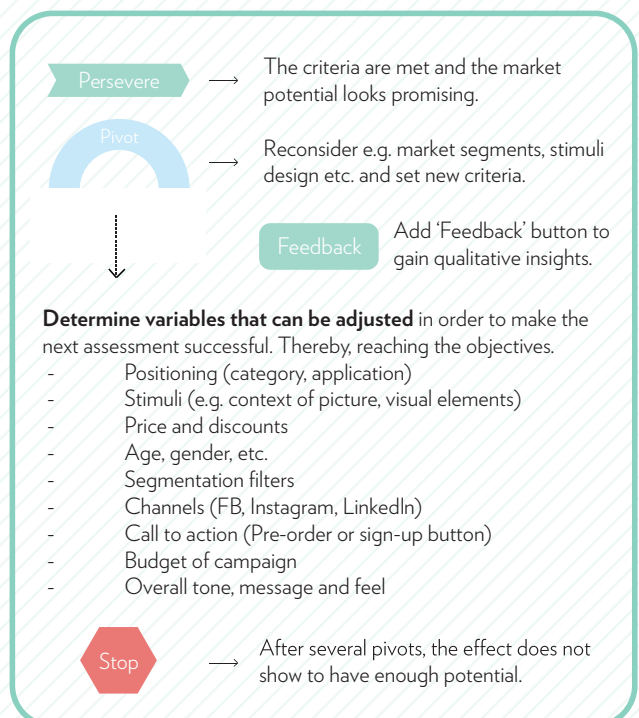 Persevere
The criteria are met and the market
potential looks promising.
Pivot
Reconsider e.g. market segments, stimuli
design etc. and set new criteria.
Feedback
Add ‘Feedback’ button to
gain qualitative insights.
Determine variables that can be adjusted in order to make the
next assessment successful. Thereby, reaching the objectives.
- Positioning (category, application)
- Stimuli (e.g. context of picture, visual elements)
- Price and discounts
- Age, gender, etc.
- Segmentation filters
- Channels (FB, Instagram, LinkedIn)
- Call to action (Pre-order or sign-up button)
- Budget of campaign
- Overall tone, message and feel
Stop
After several pivots, the effect does not
show to have enough potential.